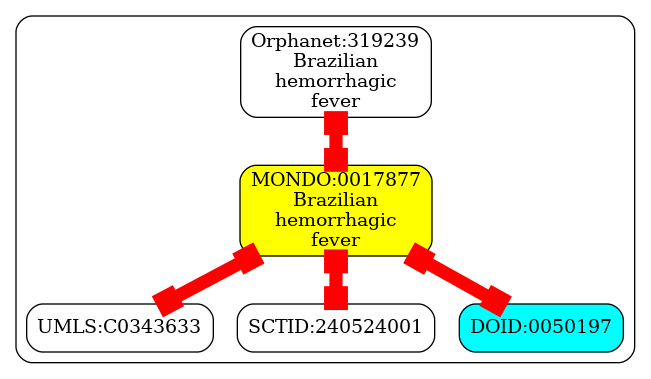 Orphanet:319239
Brazilian
hemorrhagic
fever
MONDO:0017877
Brazilian
hemorrhagic
fever
UMLS:C0343633
SCTID:240524001
DOID:0050197